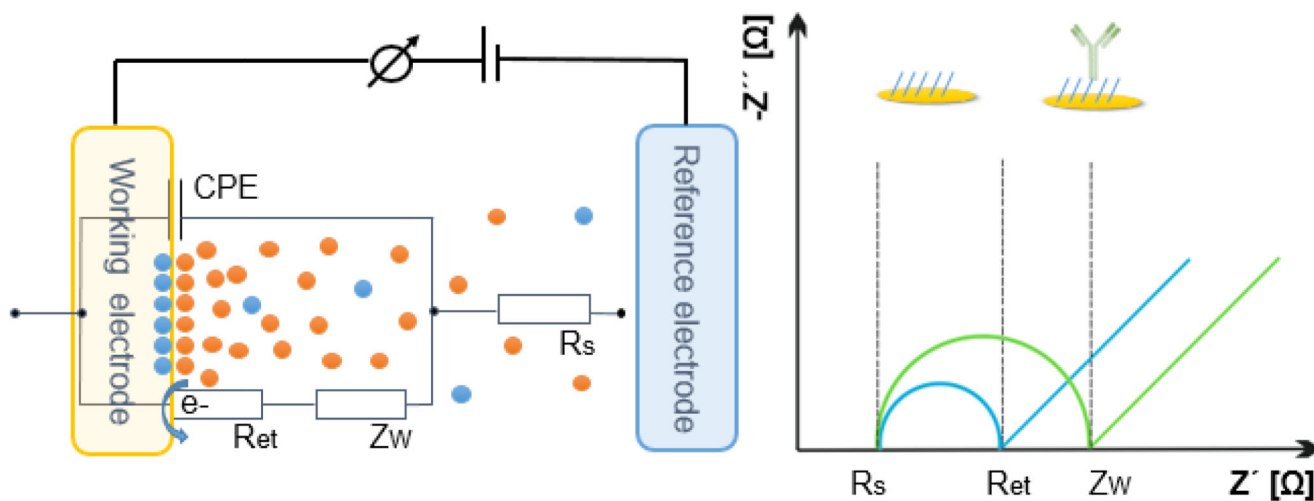 CPE
Working electrode
Reference electrode
Rs
e-
Ret
Zw
-Z´´ [Ω]
Rs
Ret
Zw
Z´ [Ω]